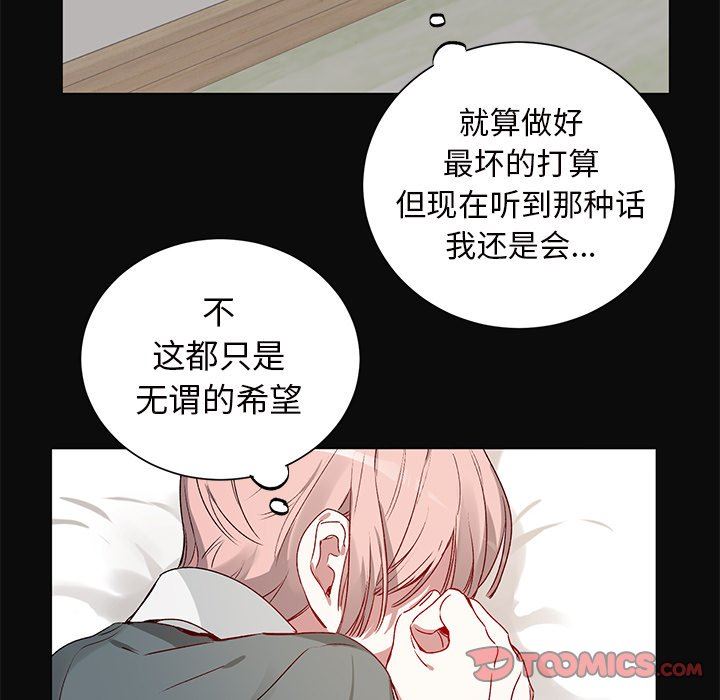 就算做好
最坏的打算
但现在听到那种话
我还是会...
不
这都只是
无谓的希望
TOOMICS.COM